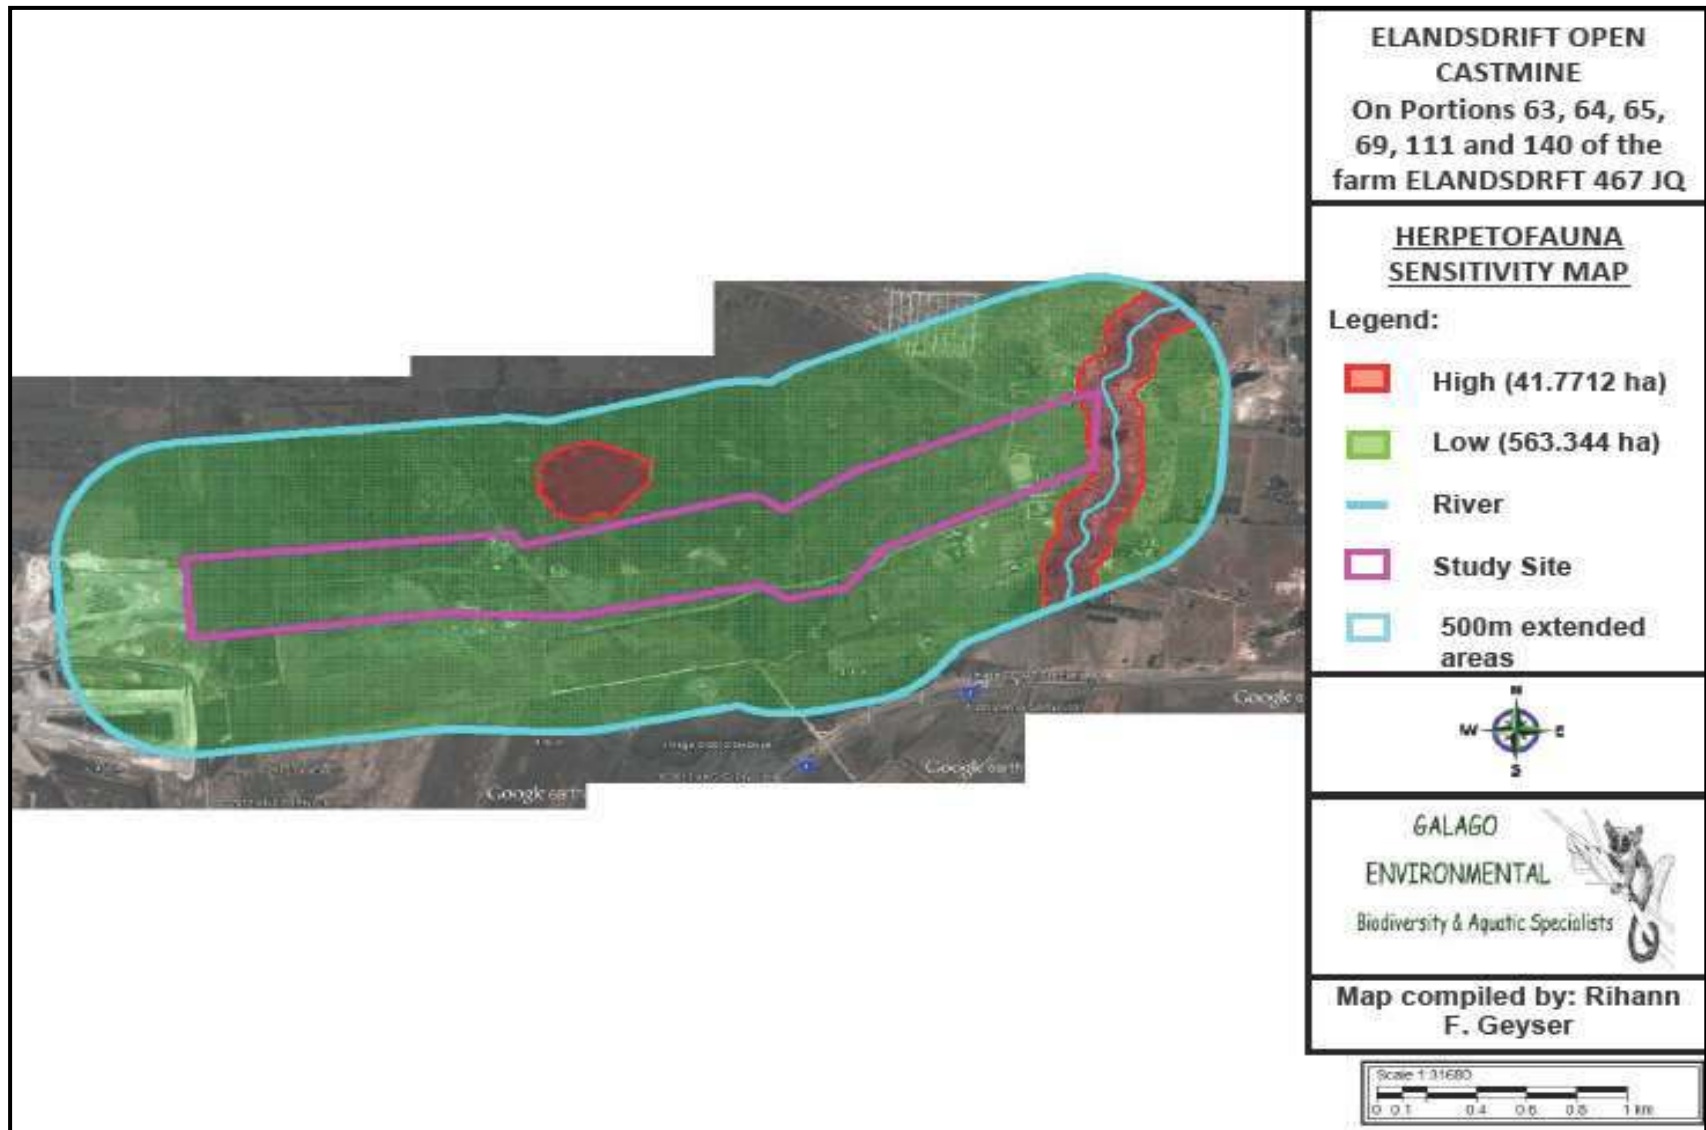 ELANDSDRIFT OPEN
CASTMINE
On Portions 63, 64, 65,
69, 111 and 140 of the
farm ELANDSDRFT 467 JQ
HERPETOFAUNA
SENSITIVITY MAP
Legend:
High (41.7712 ha)
Low (563.344 ha)
River
Study Site
500m extended
areas
N
W E
S
GALAGO
ENVIRONMENTAL
Biodiversity & Aquatic Specialists
Map compiled by: Rihann
F. Geyser
Scale 1:31680
0 0.1 0.4 0.6 0.8 1 km
Google
Google earth
Google earth